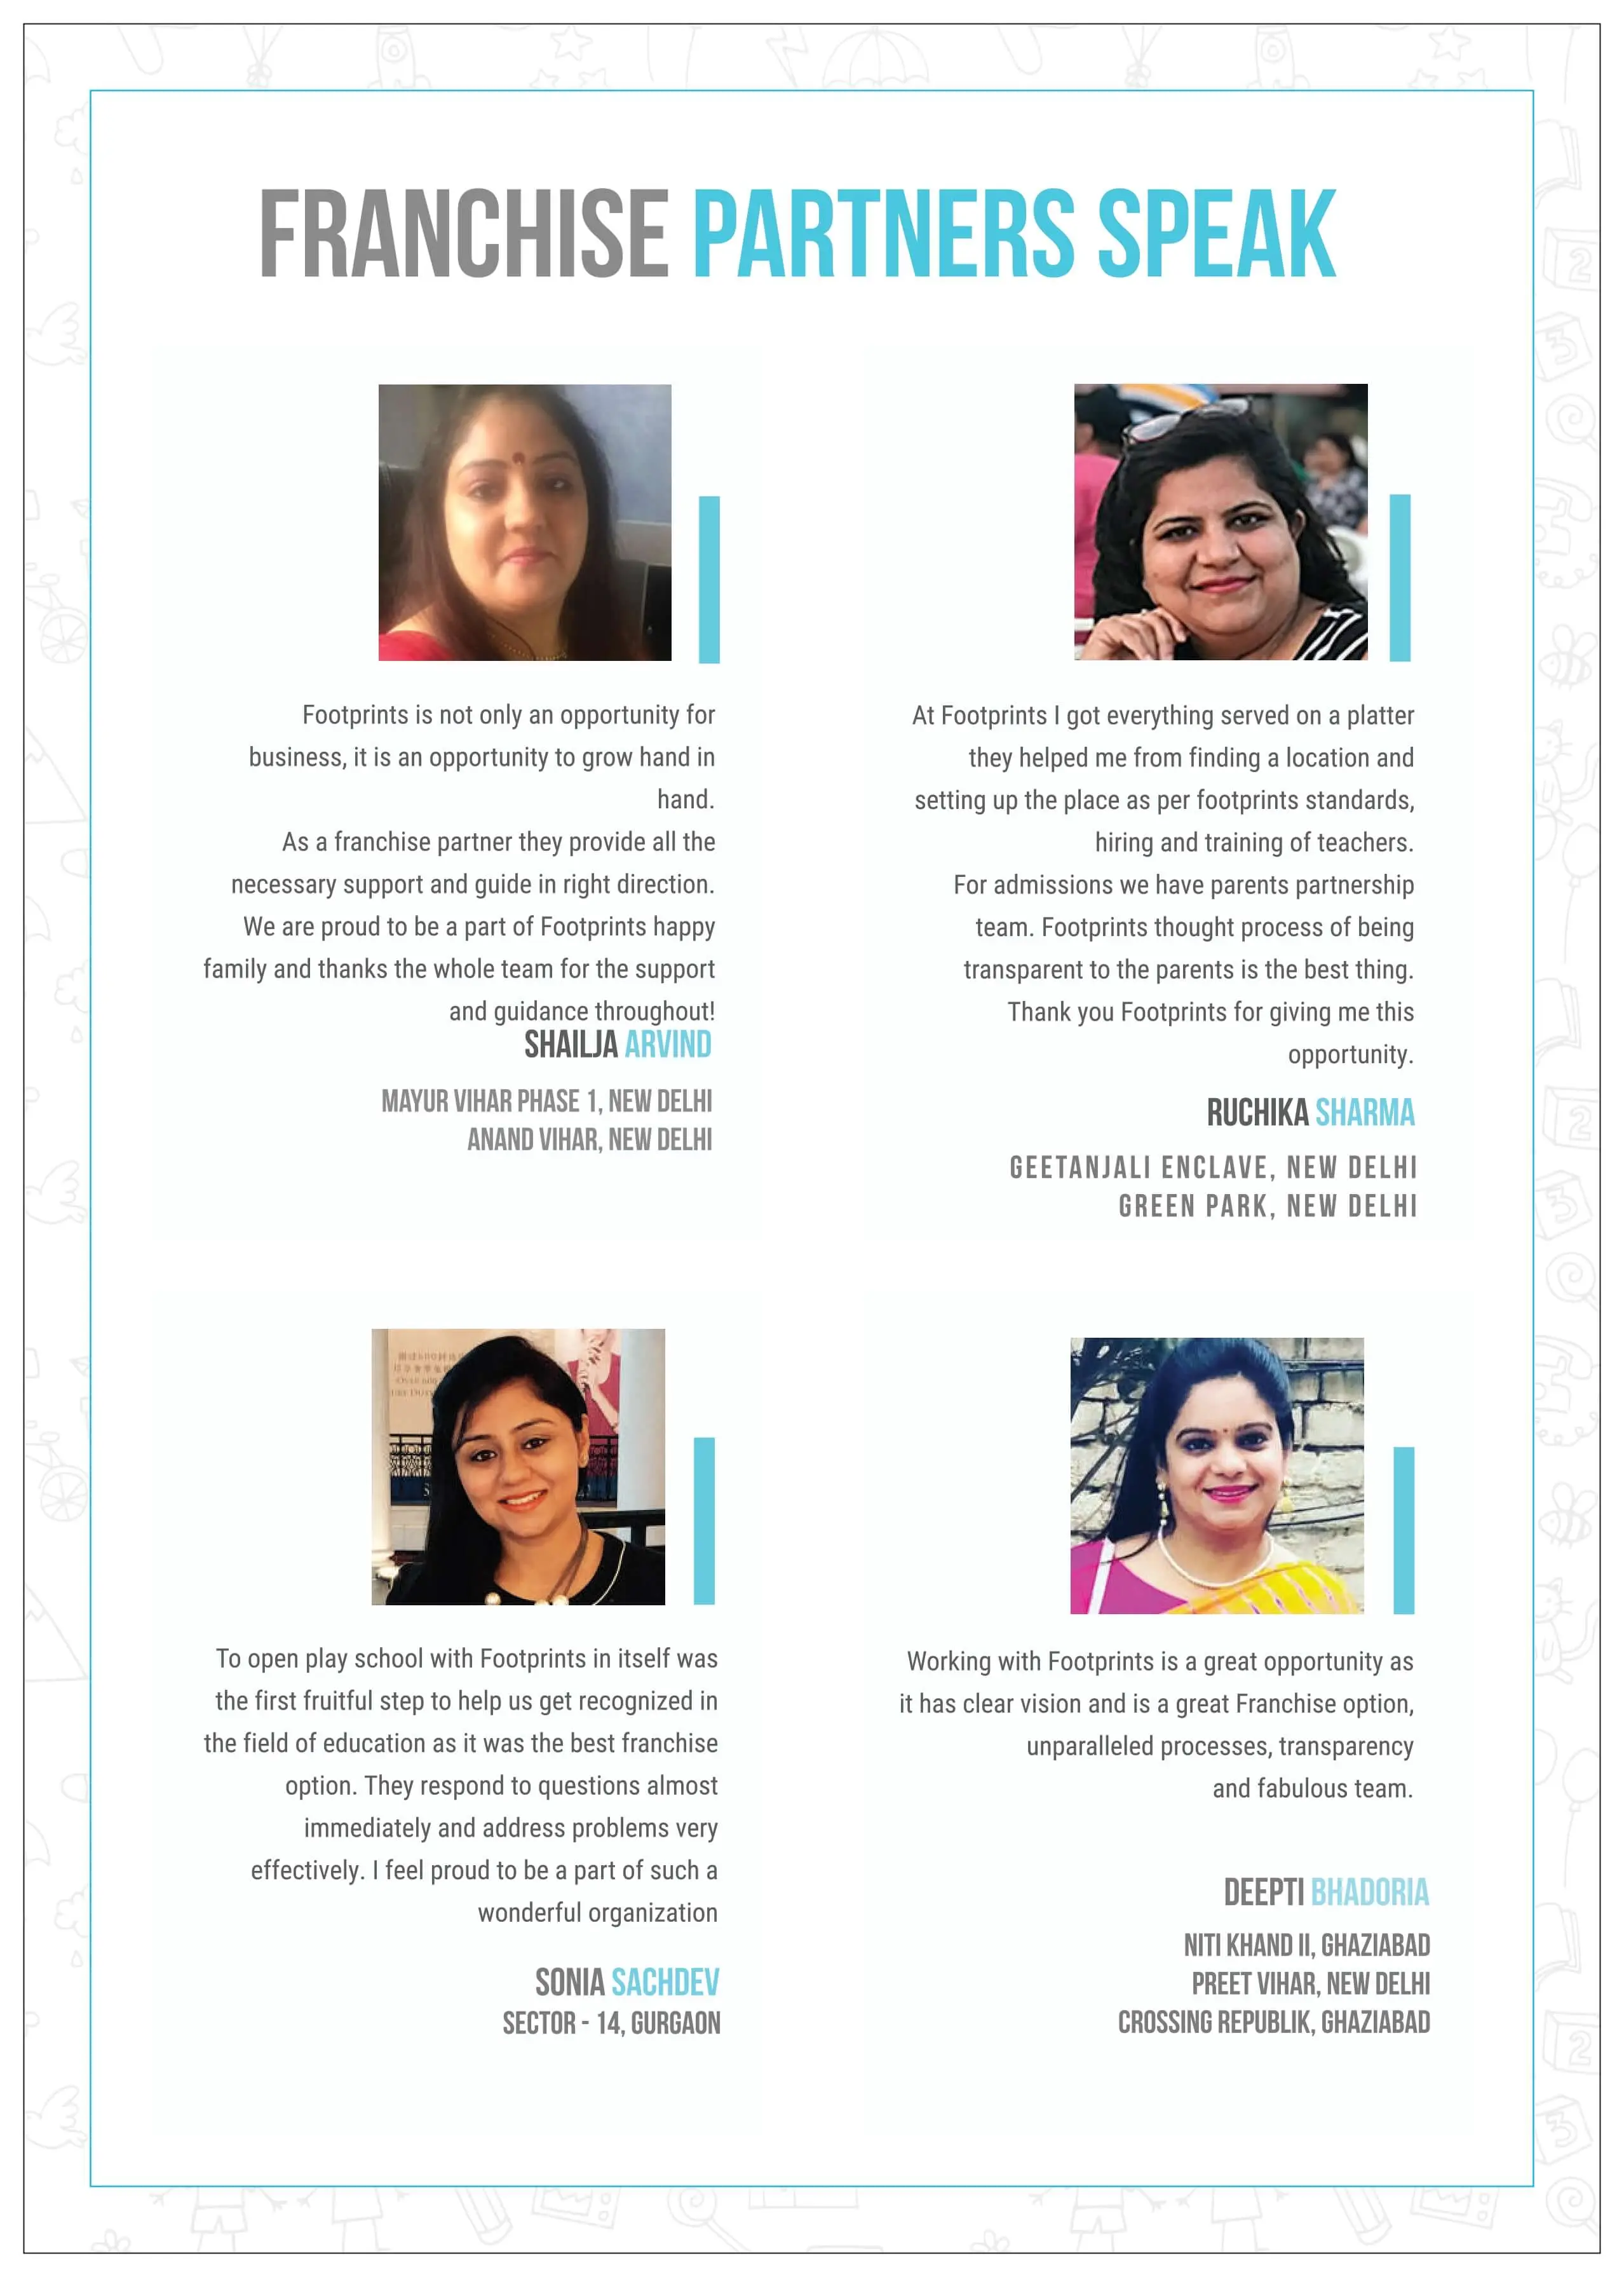 FRANCHISE PARTNERS SPEAK
Footprints is not only an opportunity for
business, it is an opportunity to grow hand in
hand.
As a franchise partner they provide all the
necessary support and guide in right direction.
We are proud to be a part of Footprints happy
family and thanks the whole team for the support
and guidance throughout!
SHAILJA ARVIND
MAYUR VIHAR PHASE 1, NEW DELHI
ANAND VIHAR, NEW DELHI
At Footprints I got everything served on a platter
they helped me from finding a location and
setting up the place as per footprints standards,
hiring and training of teachers.
For admissions we have parents partnership
team. Footprints thought process of being
transparent to the parents is the best thing.
Thank you Footprints for giving me this
opportunity.
RUCHIKA SHARMA
GEETANJALI ENCLAVE, NEW DELHI
GREEN PARK, NEW DELHI
To open play school with Footprints in itself was
the first fruitful step to help us get recognized in
the field of education as it was the best franchise
option. They respond to questions almost
immediately and address problems very
effectively. I feel proud to be a part of such a
wonderful organization
SONIA SACHDEV
SECTOR - 14, GURGAON
Working with Footprints is a great opportunity as
it has clear vision and is a great Franchise option,
unparalleled processes, transparency
and fabulous team.
DEEPTI BHADORIA
NITI KHAND II, GHAZIABAD
PREET VIHAR, NEW DELHI
CROSSING REPUBLIK, GHAZIABAD
2
3
2
3
2
3